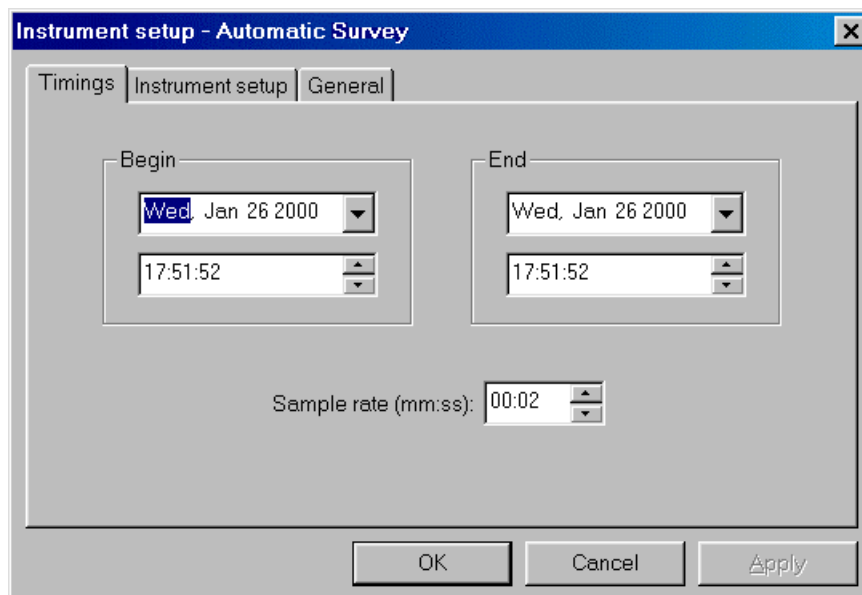 Instrument setup - Automatic Survey
Timings
Instrument setup
General
Begin
Wed, Jan 26 2000
17:51:52
End
Wed, Jan 26 2000
17:51:52
Sample rate (mm:ss): 00:02
OK
Cancel
Apply